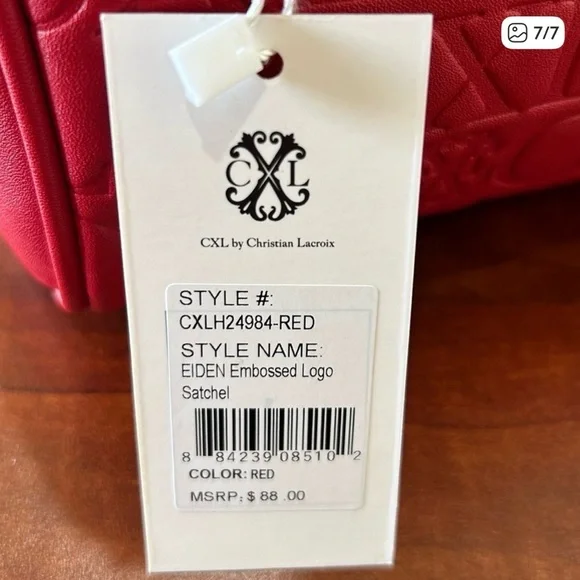 7/7
CXL
CXL by Christian Lacroix
STYLE #:
CXLH24984-RED
STYLE NAME:
EIDEN Embossed Logo
Satchel
8 84239 08510 2
COLOR: RED
MSRP: $ 88 .00